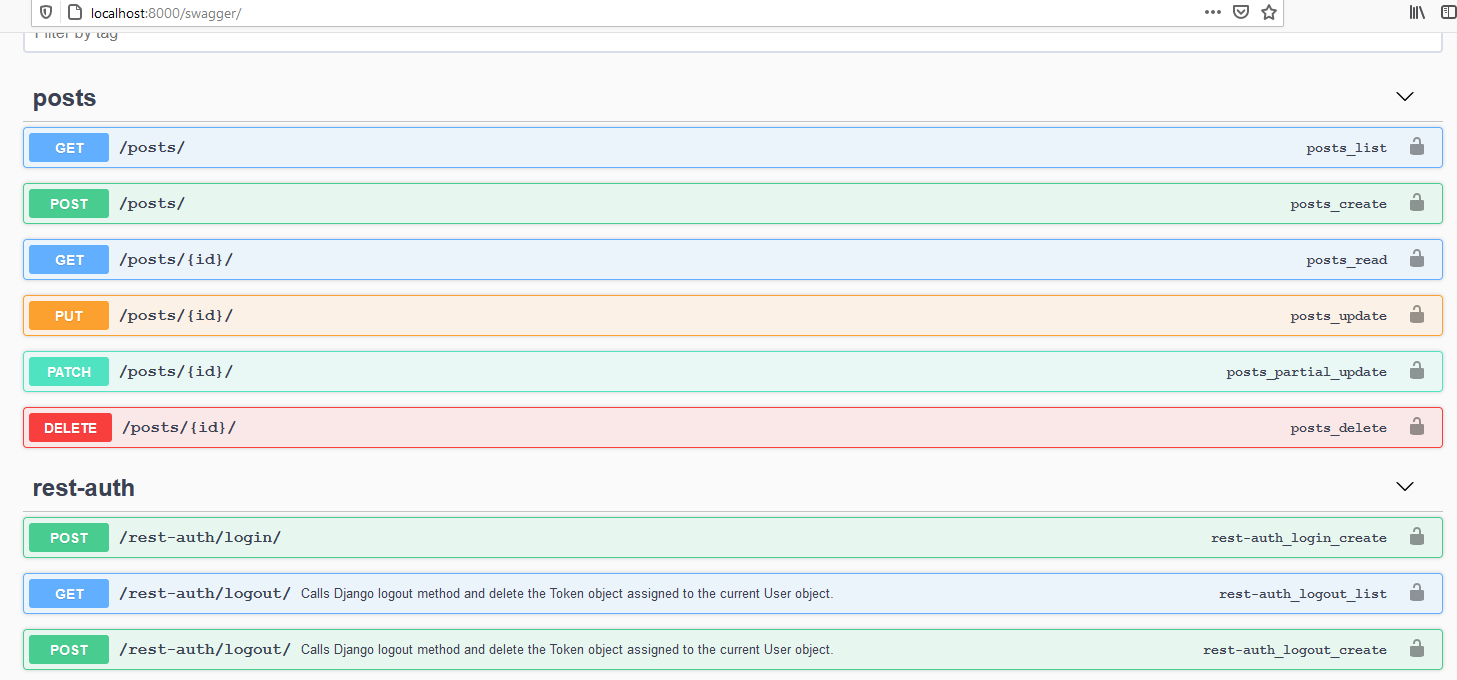 localhost:8000/swagger/
Filter by tag
posts
GET /posts/ posts_list
POST /posts/ posts_create
GET /posts/{id}/ posts_read
PUT /posts/{id}/ posts_update
PATCH /posts/{id}/ posts_partial_update
DELETE /posts/{id}/ posts_delete
rest-auth
POST /rest-auth/login/ rest-auth_login_create
GET /rest-auth/logout/ Calls Django logout method and delete the Token object assigned to the current User object. rest-auth_logout_list
POST /rest-auth/logout/ Calls Django logout method and delete the Token object assigned to the current User object. rest-auth_logout_create